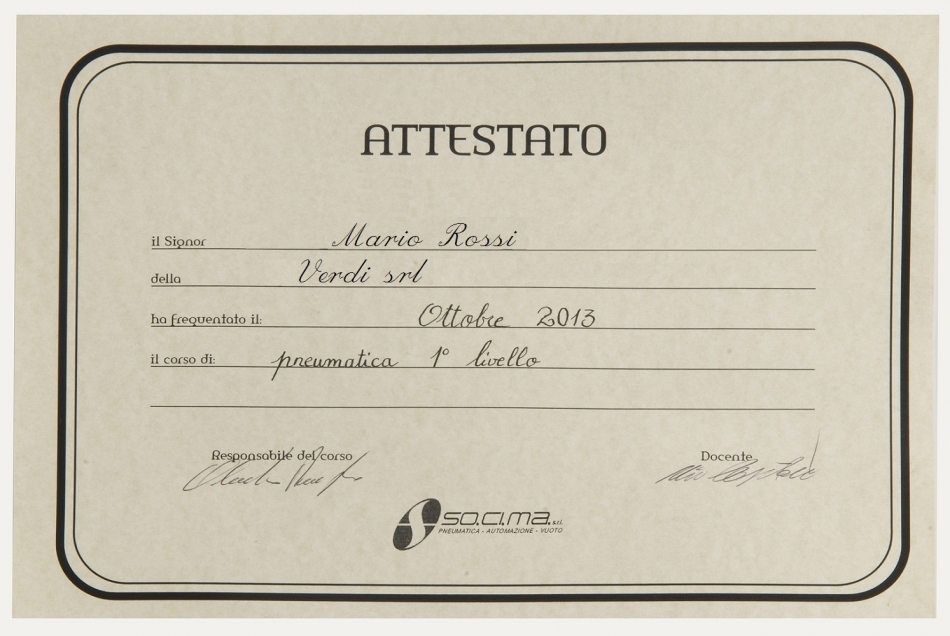 ATTESTATO
il Signor Mario Rossi
della Verdi srl
ha frequentato il: Ottobre 2013
il corso di: pneumatica 1° livello
Responsabile del corso Docente
SO.CI.MA. s.r.l.
PNEUMATICA - AUTOMAZIONE - VUOTO